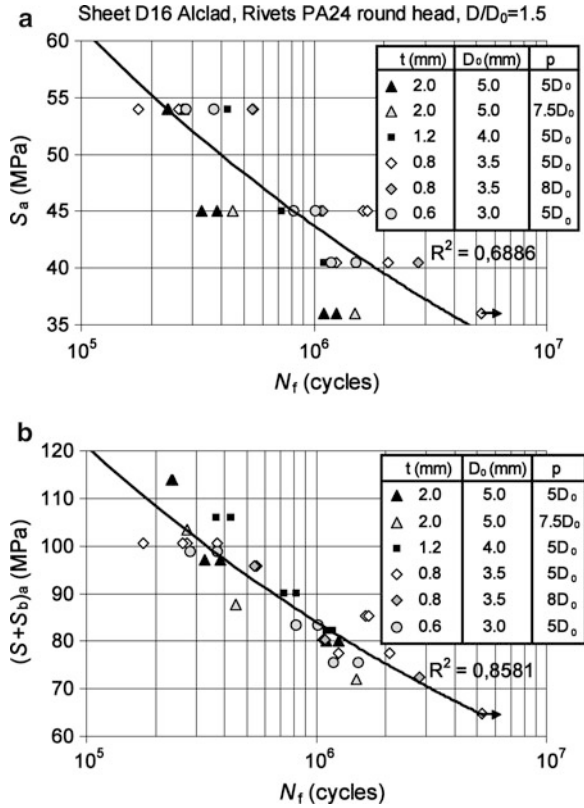 Sheet D16 Alclad, Rivets PA24 round head, D/D₀=1.5
a
t (mm) D₀ (mm) p
2.0 5.0 5D₀
2.0 5.0 7.5D₀
1.2 4.0 5D₀
0.8 3.5 5D₀
0.8 3.5 8D₀
0.6 3.0 5D₀
R² = 0,6886
60
55
50
45
40
35
Sₐ (MPa)
10⁵ 10⁶ 10⁷
N_f (cycles)
b
t (mm) D₀ (mm) p
2.0 5.0 5D₀
2.0 5.0 7.5D₀
1.2 4.0 5D₀
0.8 3.5 5D₀
0.8 3.5 8D₀
0.6 3.0 5D₀
R² = 0,8581
120
110
100
90
80
70
60
(S+S_b)ₐ (MPa)
10⁵ 10⁶ 10⁷
N_f (cycles)